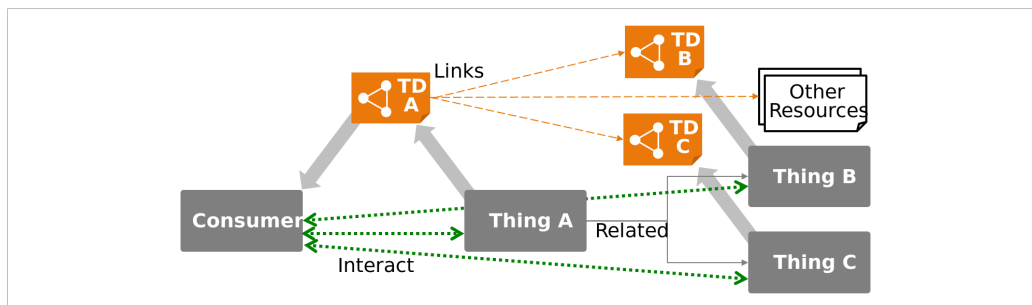 TD
B
Links
TD
A
Other
Resources
TD
C
Thing B
Consumer
Thing A
Related
Interact
Thing C